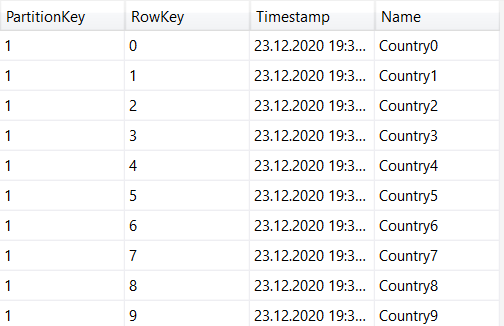 PartitionKey RowKey Timestamp Name
1 0 23.12.2020 19:3... Country0
1 1 23.12.2020 19:3... Country1
1 2 23.12.2020 19:3... Country2
1 3 23.12.2020 19:3... Country3
1 4 23.12.2020 19:3... Country4
1 5 23.12.2020 19:3... Country5
1 6 23.12.2020 19:3... Country6
1 7 23.12.2020 19:3... Country7
1 8 23.12.2020 19:3... Country8
1 9 23.12.2020 19:3... Country9